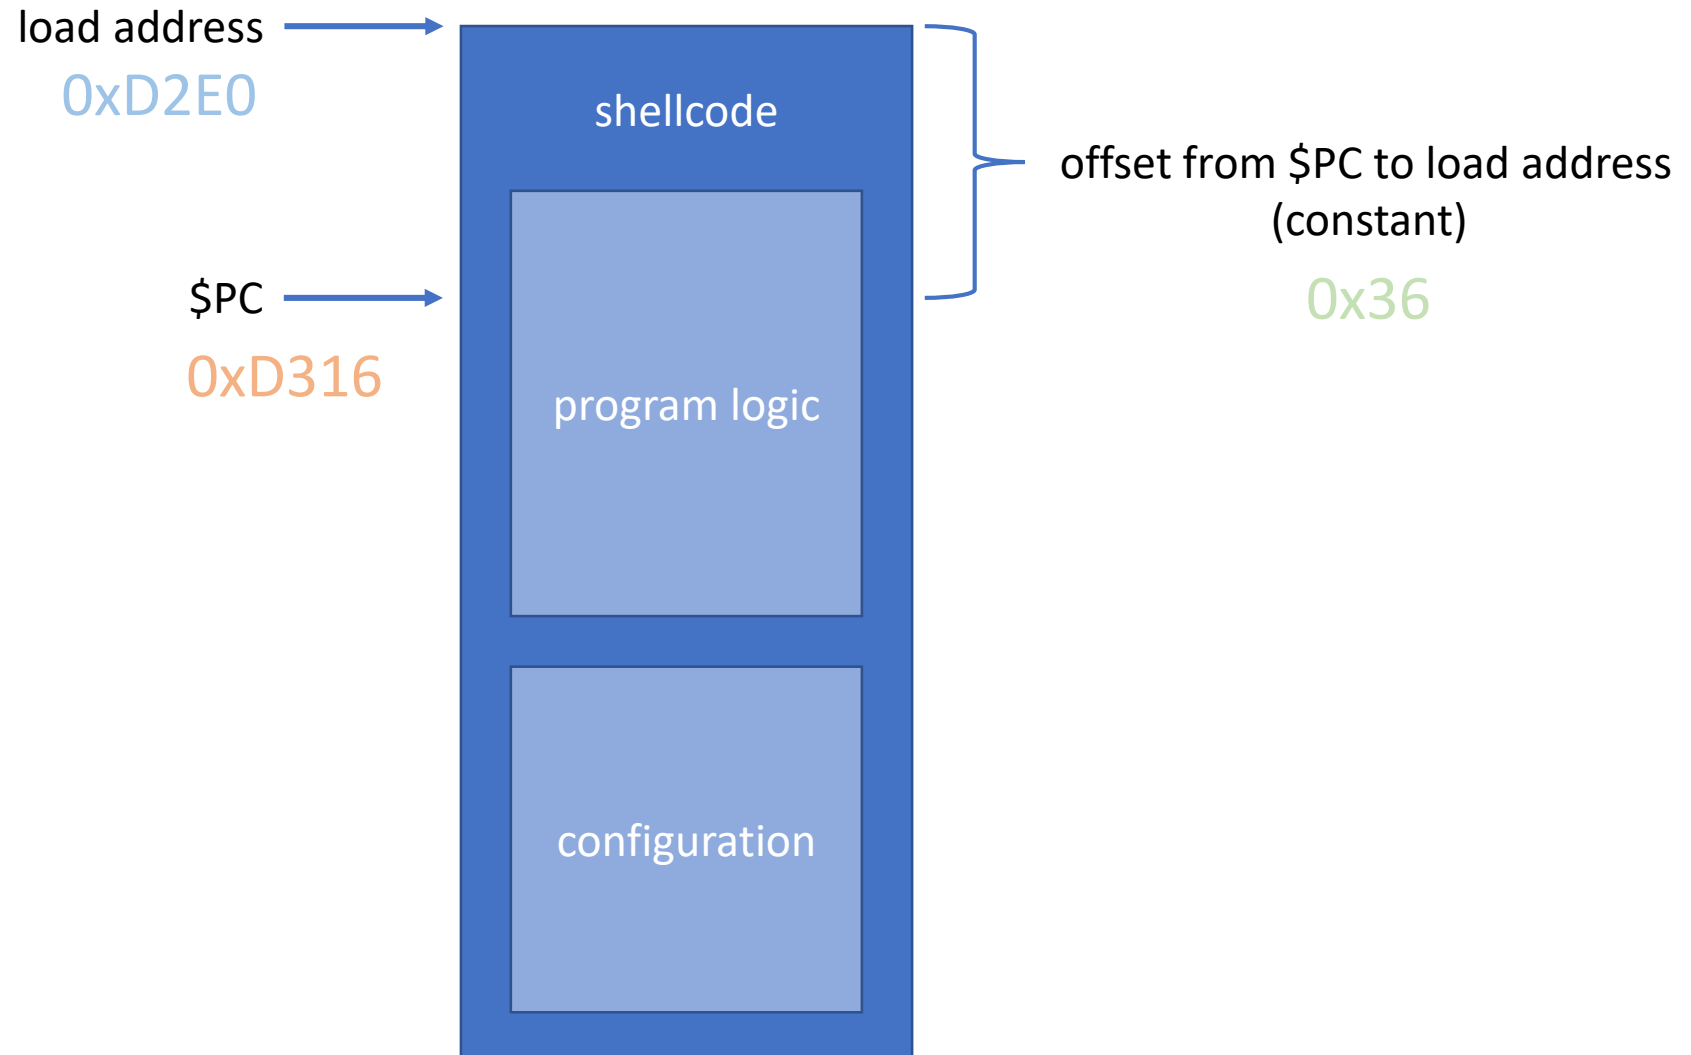 load address
0xD2E0
shellcode
offset from $PC to load address
(constant)
$PC
0x36
0xD316
program logic
configuration